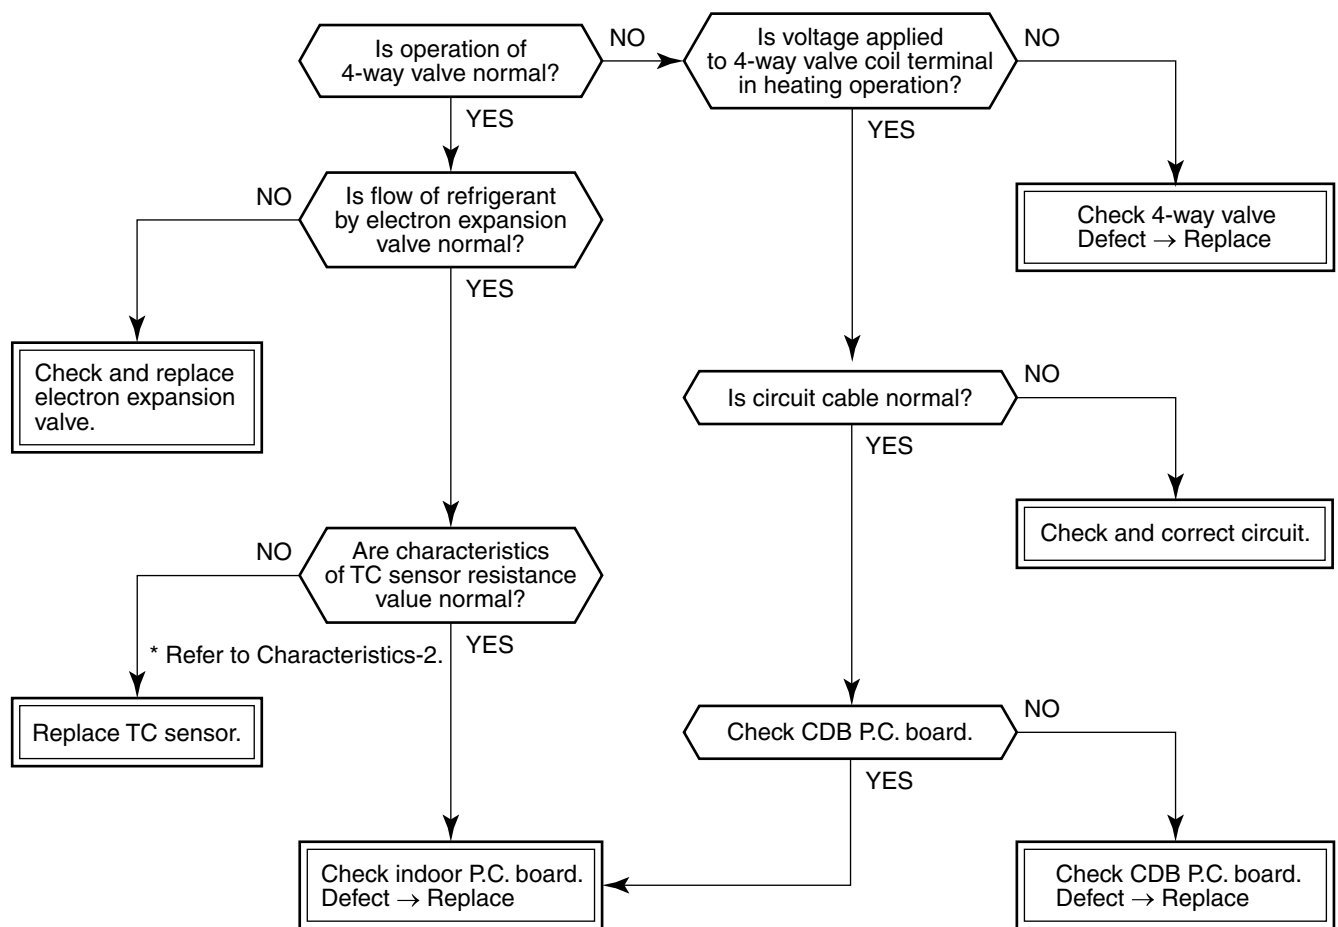 Is operation of
4-way valve normal?
NO
Is voltage applied
to 4-way valve coil terminal
in heating operation?
NO
YES
YES
Check 4-way valve
Defect → Replace
NO
Is flow of refrigerant
by electron expansion
valve normal?
YES
Check and replace
electron expansion
valve.
Is circuit cable normal?
NO
YES
Check and correct circuit.
NO
Are characteristics
of TC sensor resistance
value normal?
YES
* Refer to Characteristics-2.
Replace TC sensor.
Check CDB P.C. board.
NO
YES
Check indoor P.C. board.
Defect → Replace
Check CDB P.C. board.
Defect → Replace